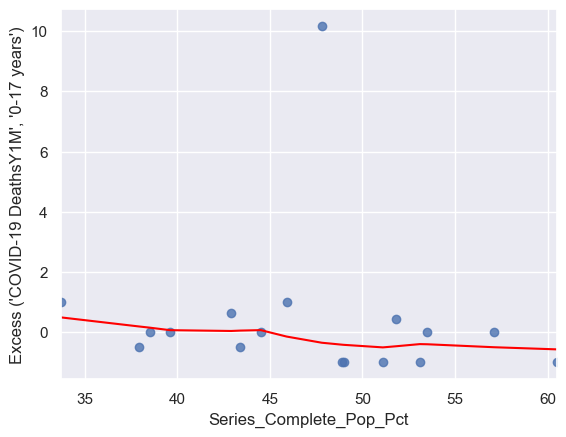 Excess ('COVID-19 DeathsY1M', '0-17 years')
10
8
6
4
2
0
35 40 45 50 55 60
Series_Complete_Pop_Pct